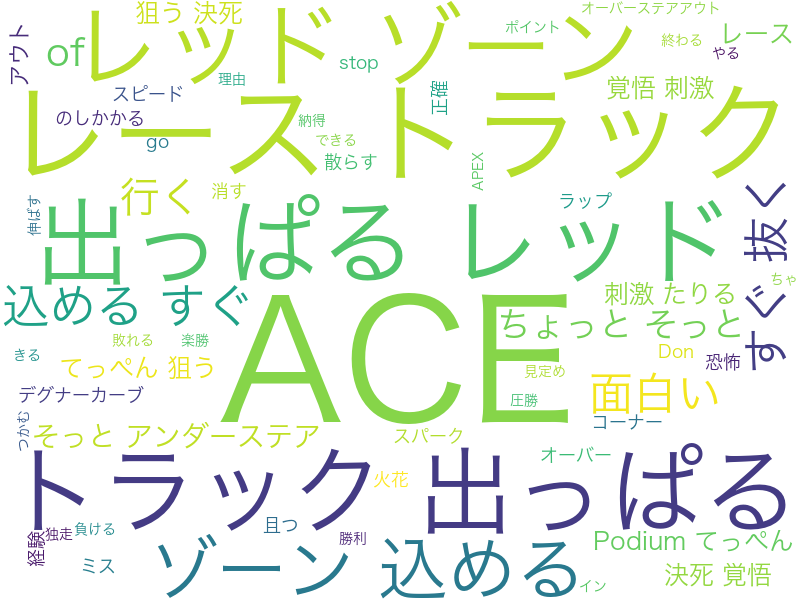 狙う 決死
オーバーステアアウト
アウト
of
レッド ゾーン
stop
ポイント
終わる
レース
やる
理由
スピード
のしかかる
go
レース トラック
納得
できる
散らす
正確
覚悟 刺激
APEX
行く
消す
伸ばす
出っぱる レッド
ラップ
すぐ 抜く
込める すぐ
ACE
刺激 たりる
ちゃ
ちょっと そっと
敗れる
楽勝
きる
てっぺん 狙う
Don
恐怖
見定め
デグナーカーブ
圧勝
面白い
つかむ
そっと アンダーステア
スパーク
コーナー
トラック 出っぱる
火花
オーバー
経験
独走
負ける
且つ
勝利
ミス
ゾーン 込める
Podium てっぺん
決死 覚悟
イン